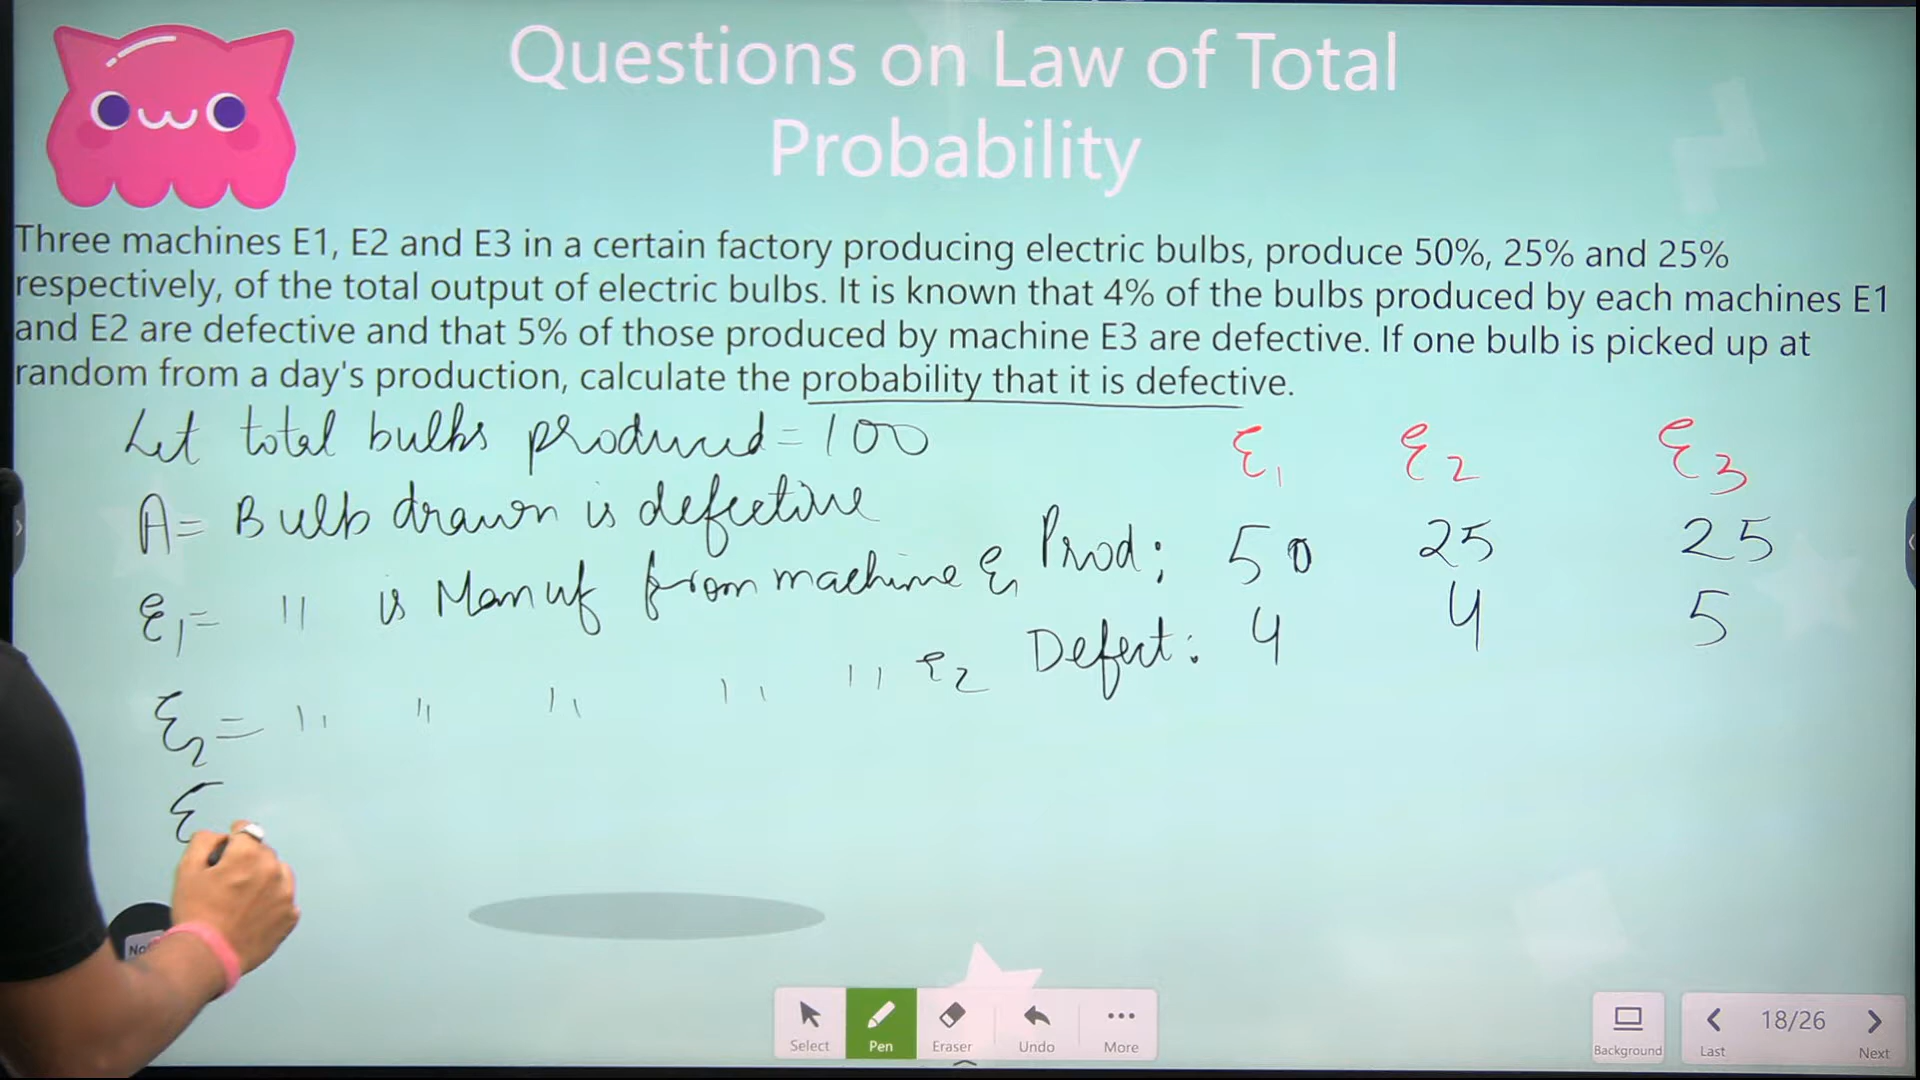 Questions on Law of Total
Probability
Three machines E1, E2 and E3 in a certain factory producing electric bulbs, produce 50%, 25% and 25%
respectively, of the total output of electric bulbs. It is known that 4% of the bulbs produced by each machines E1
and E2 are defective and that 5% of those produced by machine E3 are defective. If one bulb is picked up at
random from a day's production, calculate the probability that it is defective.
Let total bulbs produced = 100
A = Bulb drawn is defective
E1 = " is Manuf from machine E1
E2 = " " " " " E2
E
E1 E2 E3
Prod: 50 25 25
Defect: 4 4 5
Select
Pen
Eraser
Undo
More
Background
Last
18/26
Next